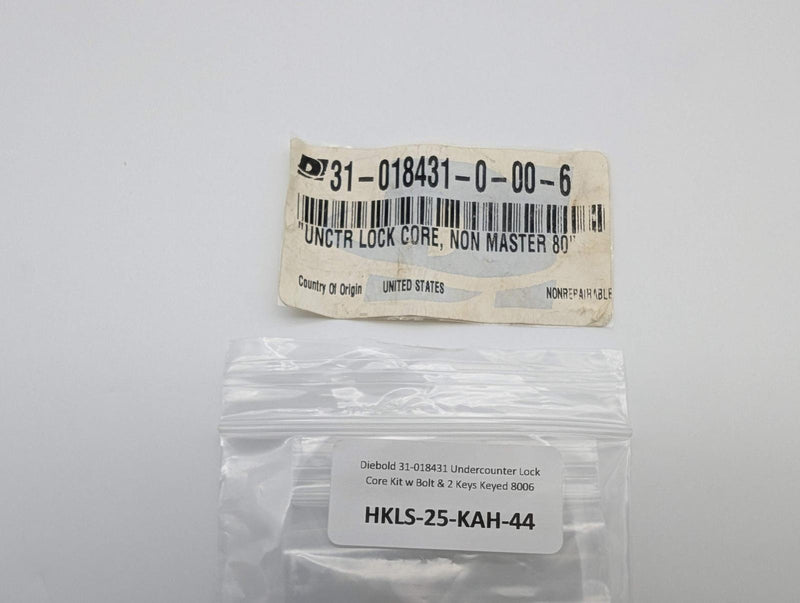 D 31-018431-0-00-6
"UNCTR LOCK CORE, NON MASTER 80"
Country Of Origin UNITED STATES NONREPAIRABLE
Diebold 31-018431 Undercounter Lock
Core Kit w Bolt & 2 Keys Keyed 8006
HKLS-25-KAH-44